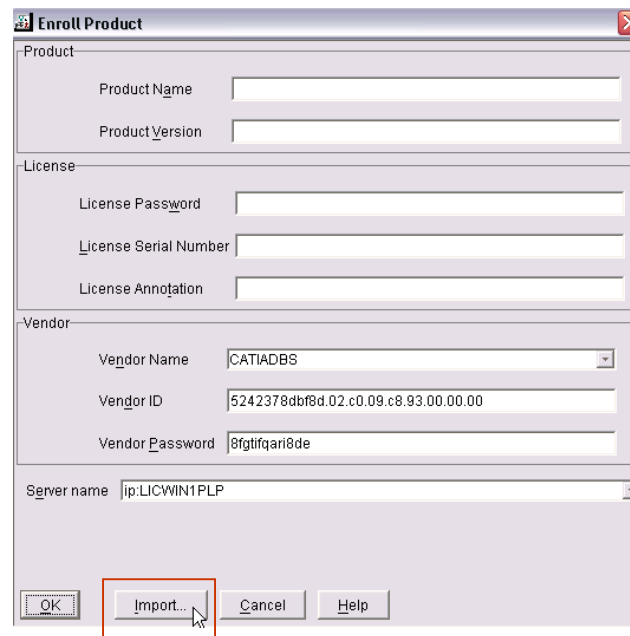 Enroll Product
Product
Product Name
Product Version
License
License Password
License Serial Number
License Annotation
Vendor
Vendor Name CATIADBS
Vendor ID 5242378dbf8d.02.c0.09.c8.93.00.00.00
Vendor Password 8fgtifqari8de
Server name ip:LICWIN1PLP
OK Import... Cancel Help